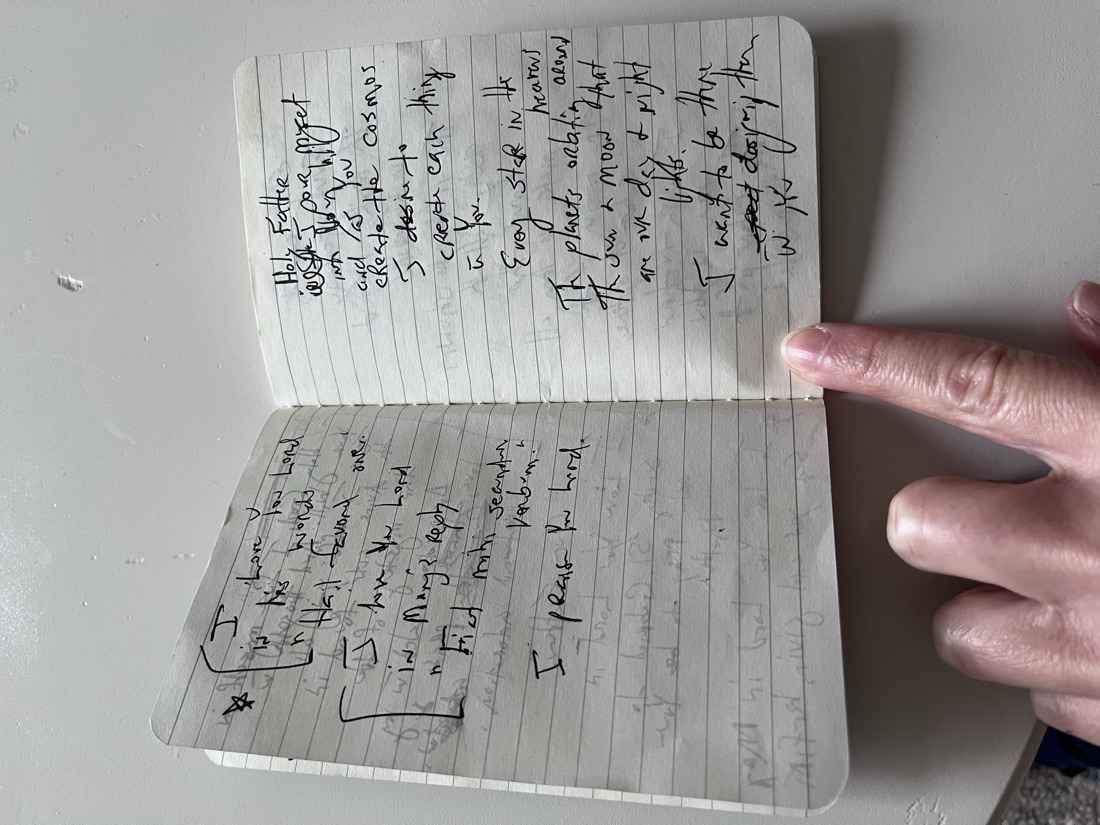 I
love You Lord
in his words
" Hail favored one.
I love You Lord
in Mary's reply
" Fiat mihi secundum
Verbum."
I praise You Lord.
Holy Father
I pour myself
into Your
and as You
create the cosmos
I desire to
create each thing
w You.
Every star in the
heavens
The planets orbiting around
The sun & moon that
are our day & night
lights.
I want to be there
designing them
w You